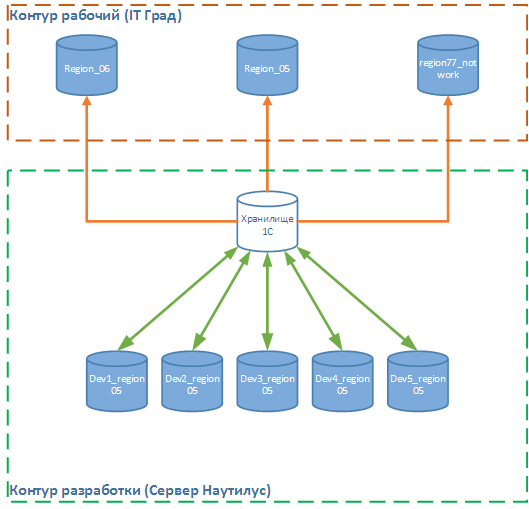 Контур рабочий (IT Град)
Region_06
Region_05
region77_not
work
Хранилище
1С
Dev1_region
05
Dev2_region
05
Dev3_region
05
Dev4_region
05
Dev5_region
05
Контур разработки (Сервер Наутилус)